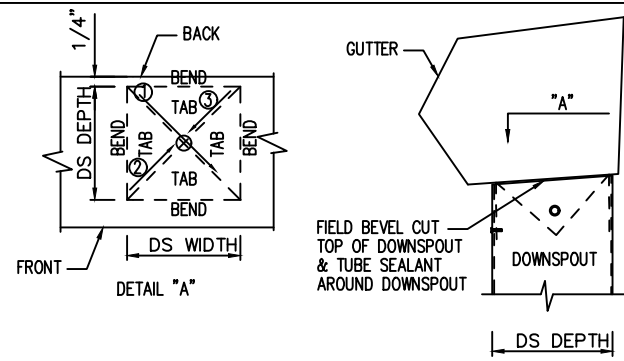 1/4"
BACK
BEND
1
3
TAB
DS DEPTH
BEND
TAB
TAB
BEND
2
TAB
BEND
DS WIDTH
FRONT
DETAIL "A"
GUTTER
"A"
FIELD BEVEL CUT
TOP OF DOWNSPOUT
& TUBE SEALANT
AROUND DOWNSPOUT
DOWNSPOUT
DS DEPTH